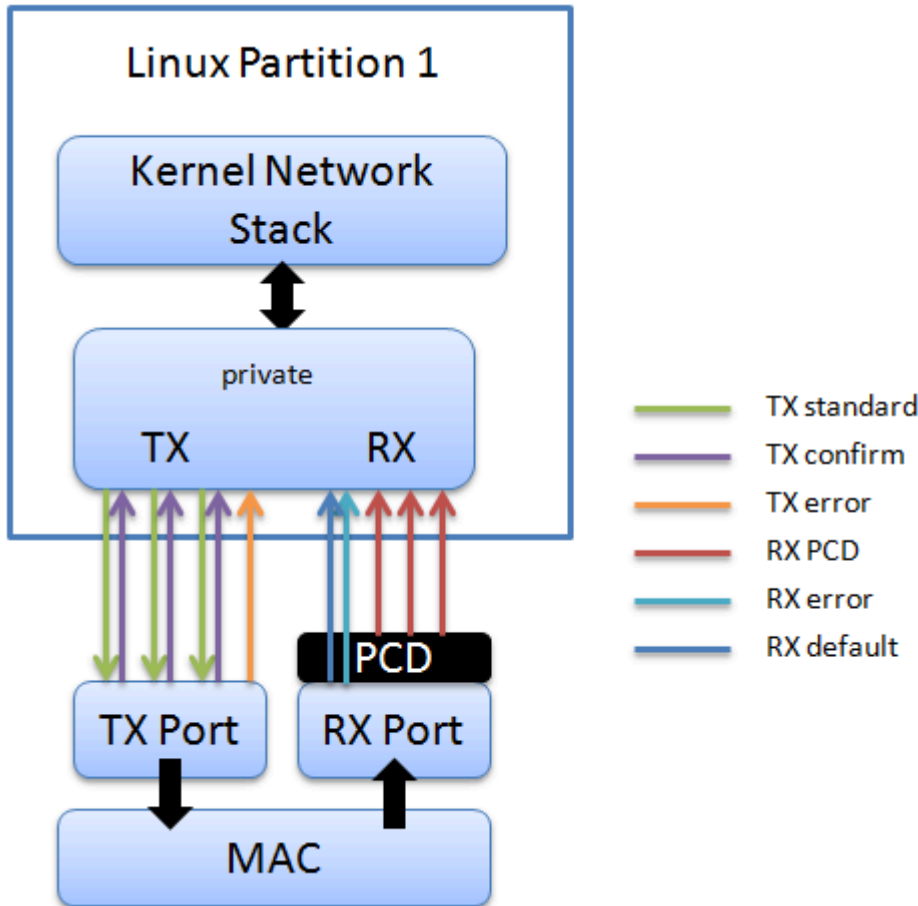 Linux Partition 1
Kernel Network
Stack
private
TX
RX
PCD
TX Port
RX Port
MAC
TX standard
TX confirm
TX error
RX PCD
RX error
RX default